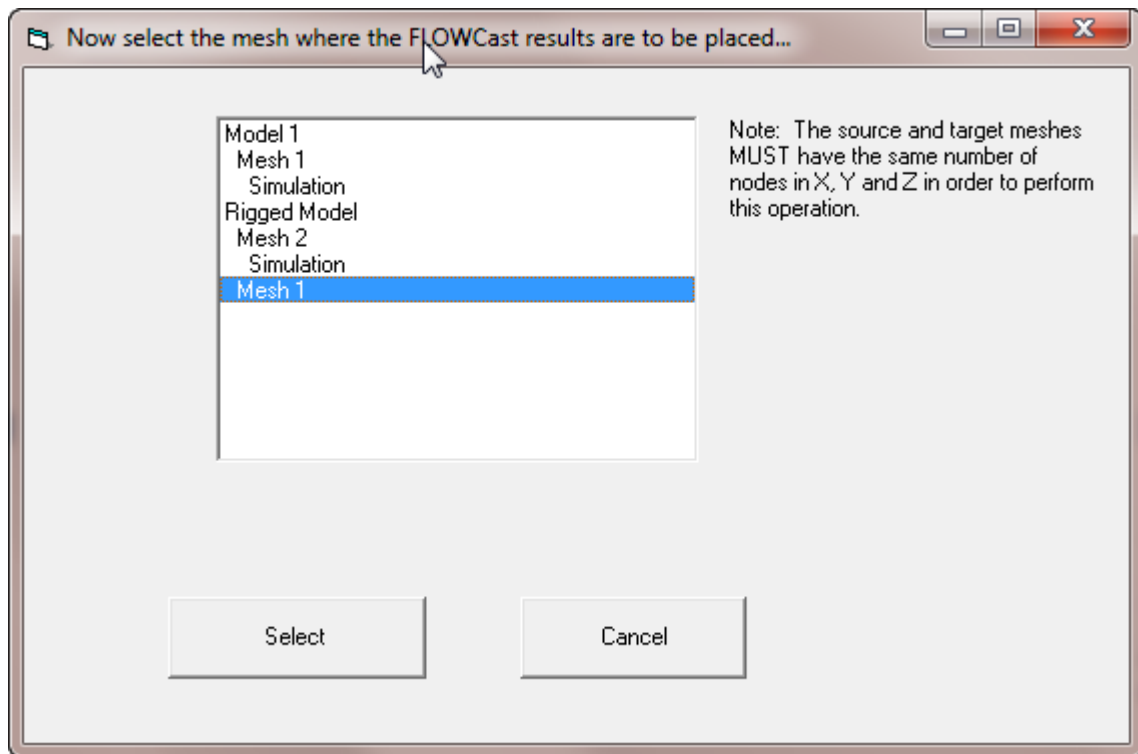 Now select the mesh where the FLOWCast results are to be placed...
Model 1
Mesh 1
Simulation
Rigged Model
Mesh 2
Simulation
Mesh 1
Note:  The source and target meshes
MUST have the same number of
nodes in X, Y and Z in order to perform
this operation.
Select
Cancel